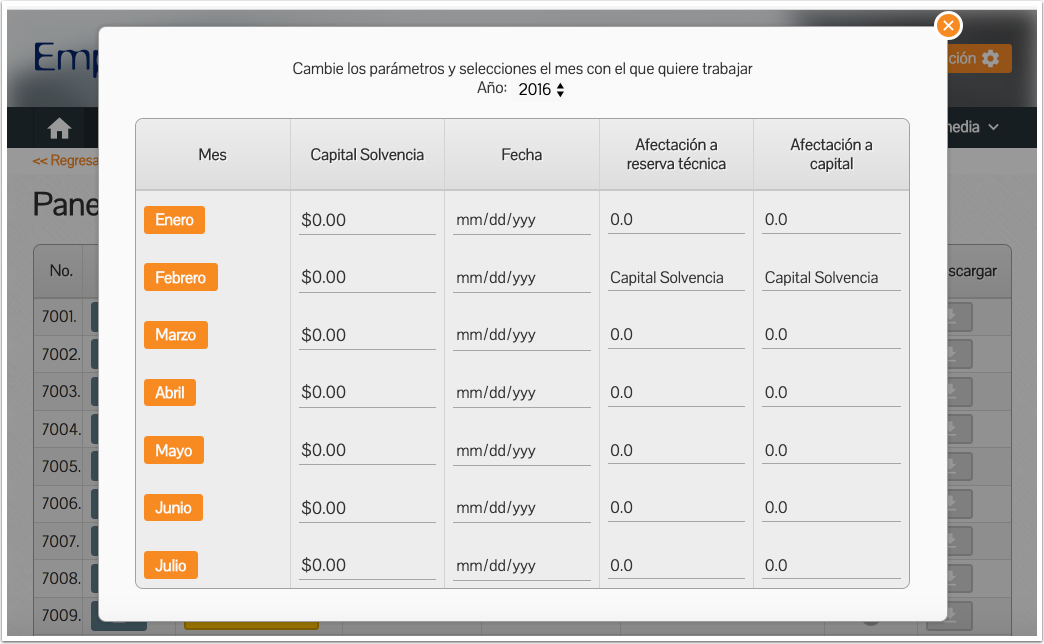 Emp
ción
nedia
<< Regresa
Pane
No.
scargar
7001.
7002.
7003.
7004.
7005.
7006.
7007.
7008.
7009.
Cambie los parámetros y selecciones el mes con el que quiere trabajar
Año: 2016
Mes Capital Solvencia Fecha Afectación a reserva técnica Afectación a capital
Enero $0.00 mm/dd/yyy 0.0 0.0
Febrero $0.00 mm/dd/yyy Capital Solvencia Capital Solvencia
Marzo $0.00 mm/dd/yyy 0.0 0.0
Abril $0.00 mm/dd/yyy 0.0 0.0
Mayo $0.00 mm/dd/yyy 0.0 0.0
Junio $0.00 mm/dd/yyy 0.0 0.0
Julio $0.00 mm/dd/yyy 0.0 0.0